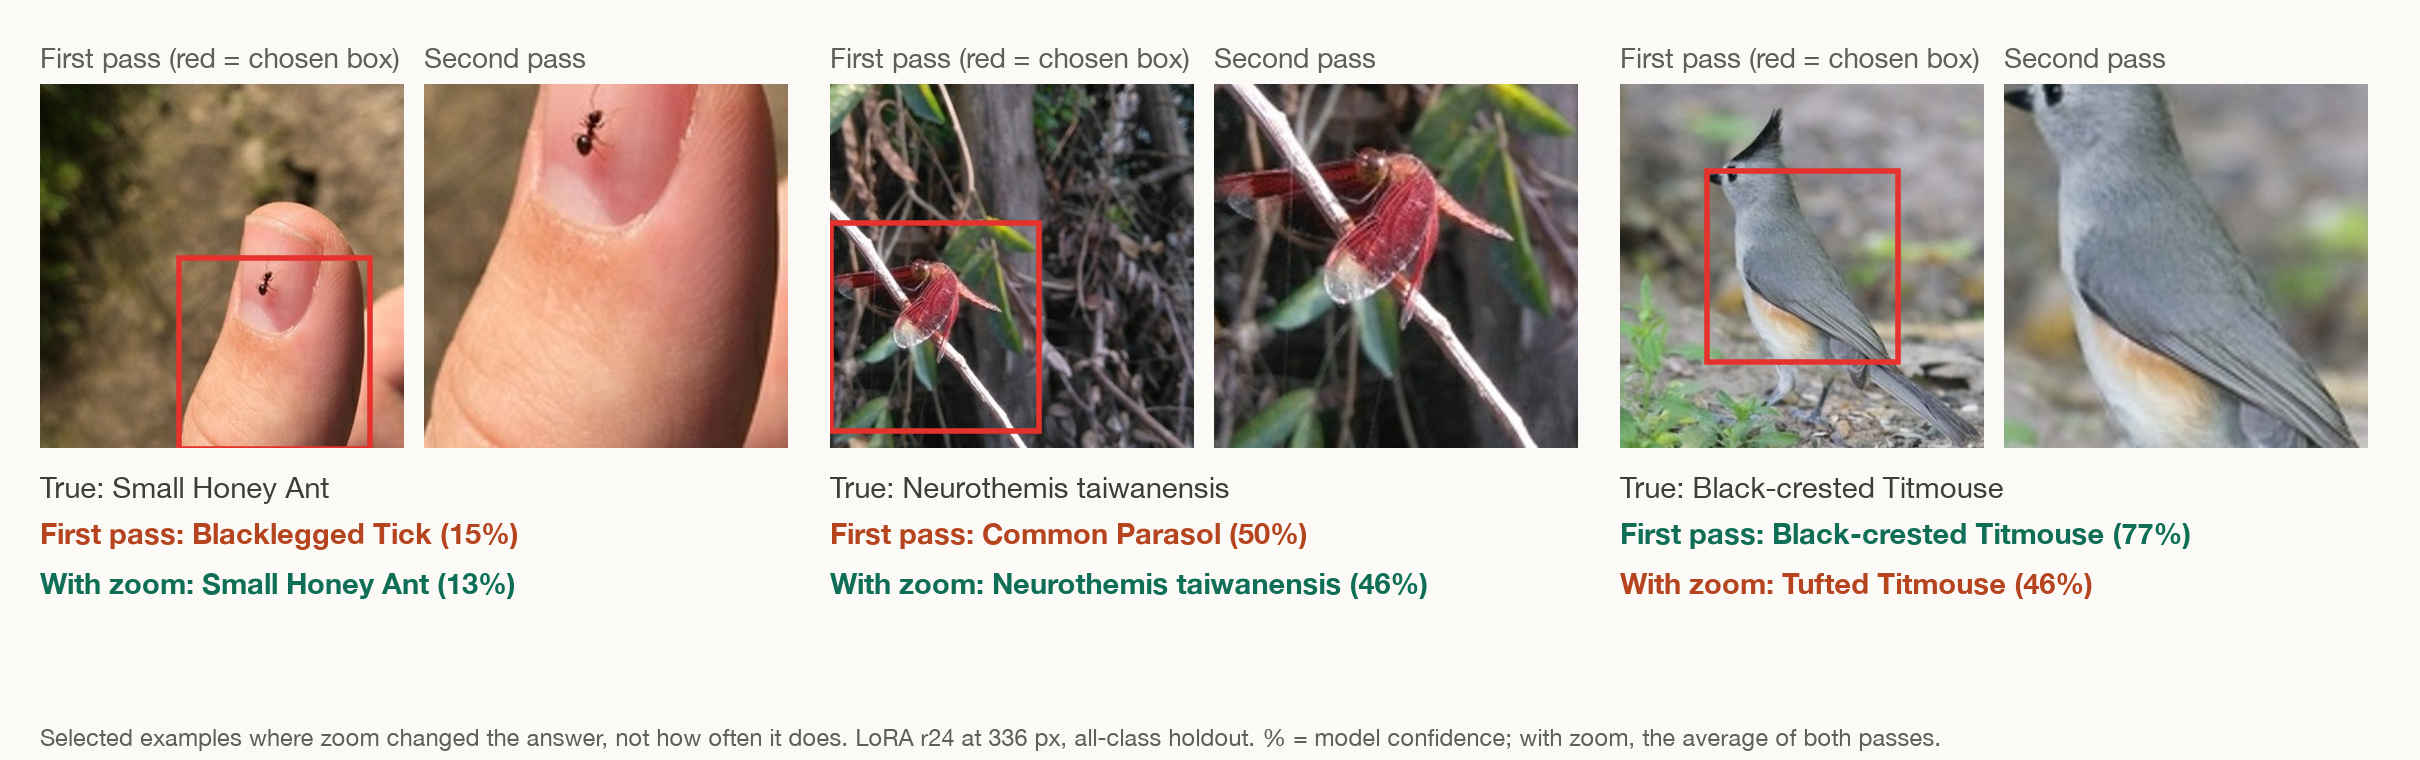 First pass (red = chosen box)
Second pass
True: Small Honey Ant
First pass: Blacklegged Tick (15%)
With zoom: Small Honey Ant (13%)
First pass (red = chosen box)
Second pass
True: Neurothemis taiwanensis
First pass: Common Parasol (50%)
With zoom: Neurothemis taiwanensis (46%)
First pass (red = chosen box)
Second pass
True: Black-crested Titmouse
First pass: Black-crested Titmouse (77%)
With zoom: Tufted Titmouse (46%)
Selected examples where zoom changed the answer, not how often it does. LoRA r24 at 336 px, all-class holdout. % = model confidence; with zoom, the average of both passes.